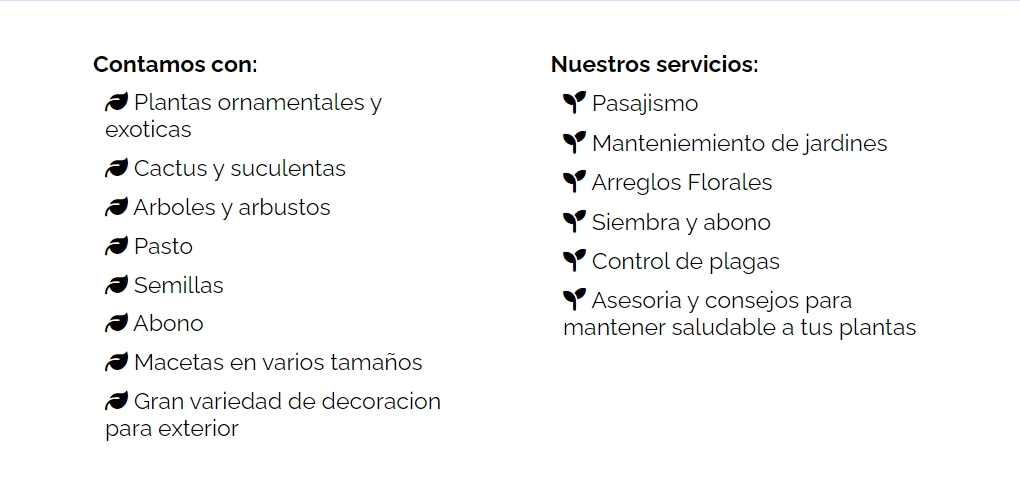 Contamos con:
Plantas ornamentales y
exoticas
Cactus y suculentas
Arboles y arbustos
Pasto
Semillas
Abono
Macetas en varios tamaños
Gran variedad de decoracion
para exterior
Nuestros servicios:
Pasajismo
Manteniemiento de jardines
Arreglos Florales
Siembra y abono
Control de plagas
Asesoria y consejos para
mantener saludable a tus plantas